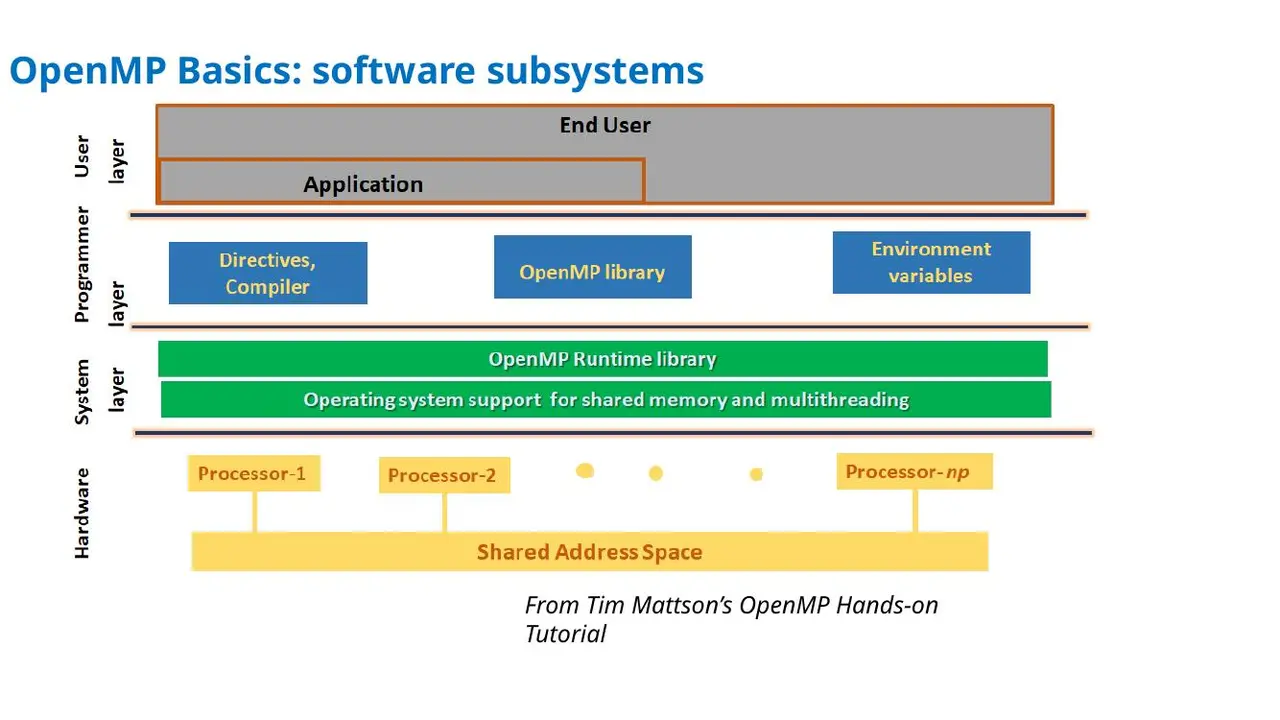 OpenMP Basics: software subsystems
User
layer
End User
Application
Programmer
layer
Directives,
Compiler
OpenMP library
Environment
variables
System
layer
OpenMP Runtime library
Operating system support for shared memory and multithreading
Hardware
Processor-1
Processor-2
Processor-np
Shared Address Space
From Tim Mattson’s OpenMP Hands-on
Tutorial